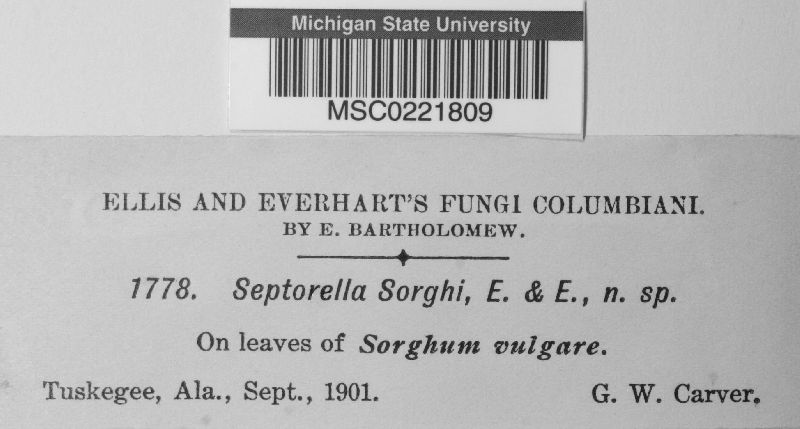 Michigan State University
MSC0221809
ELLIS AND EVERHART'S FUNGI COLUMBIANI.
BY E. BARTHOLOMEW.
1778. Septorella Sorghi, E. & E., n. sp.
On leaves of Sorghum vulgare.
Tuskegee, Ala., Sept., 1901. G. W. Carver.